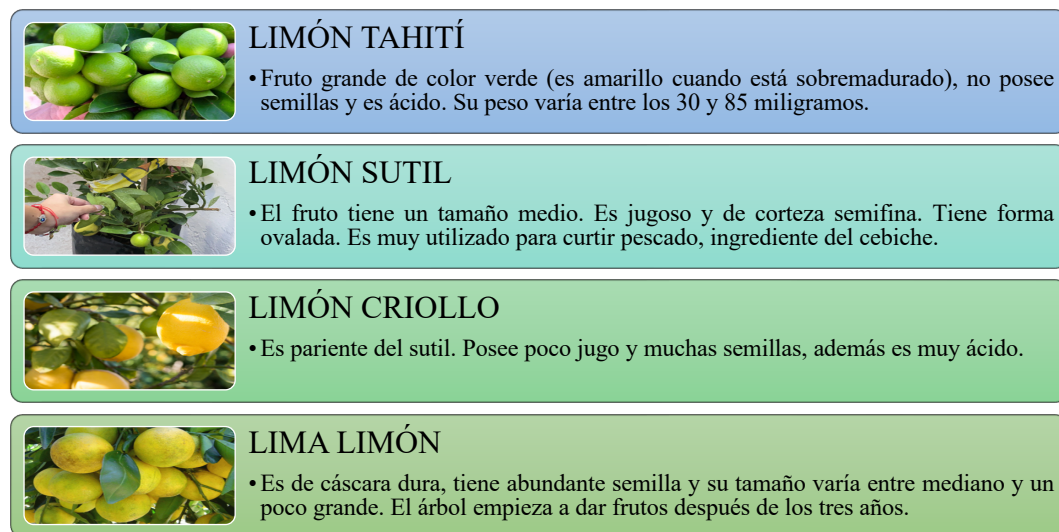 LIMÓN TAHITÍ
•Fruto grande de color verde (es amarillo cuando está sobremadurado), no posee
semillas y es ácido. Su peso varía entre los 30 y 85 miligramos.
LIMÓN SUTIL
•El fruto tiene un tamaño medio. Es jugoso y de corteza semifina. Tiene forma
ovalada. Es muy utilizado para curtir pescado, ingrediente del cebiche.
LIMÓN CRIOLLO
•Es pariente del sutil. Posee poco jugo y muchas semillas, además es muy ácido.
LIMA LIMÓN
•Es de cáscara dura, tiene abundante semilla y su tamaño varía entre mediano y un
poco grande. El árbol empieza a dar frutos después de los tres años.